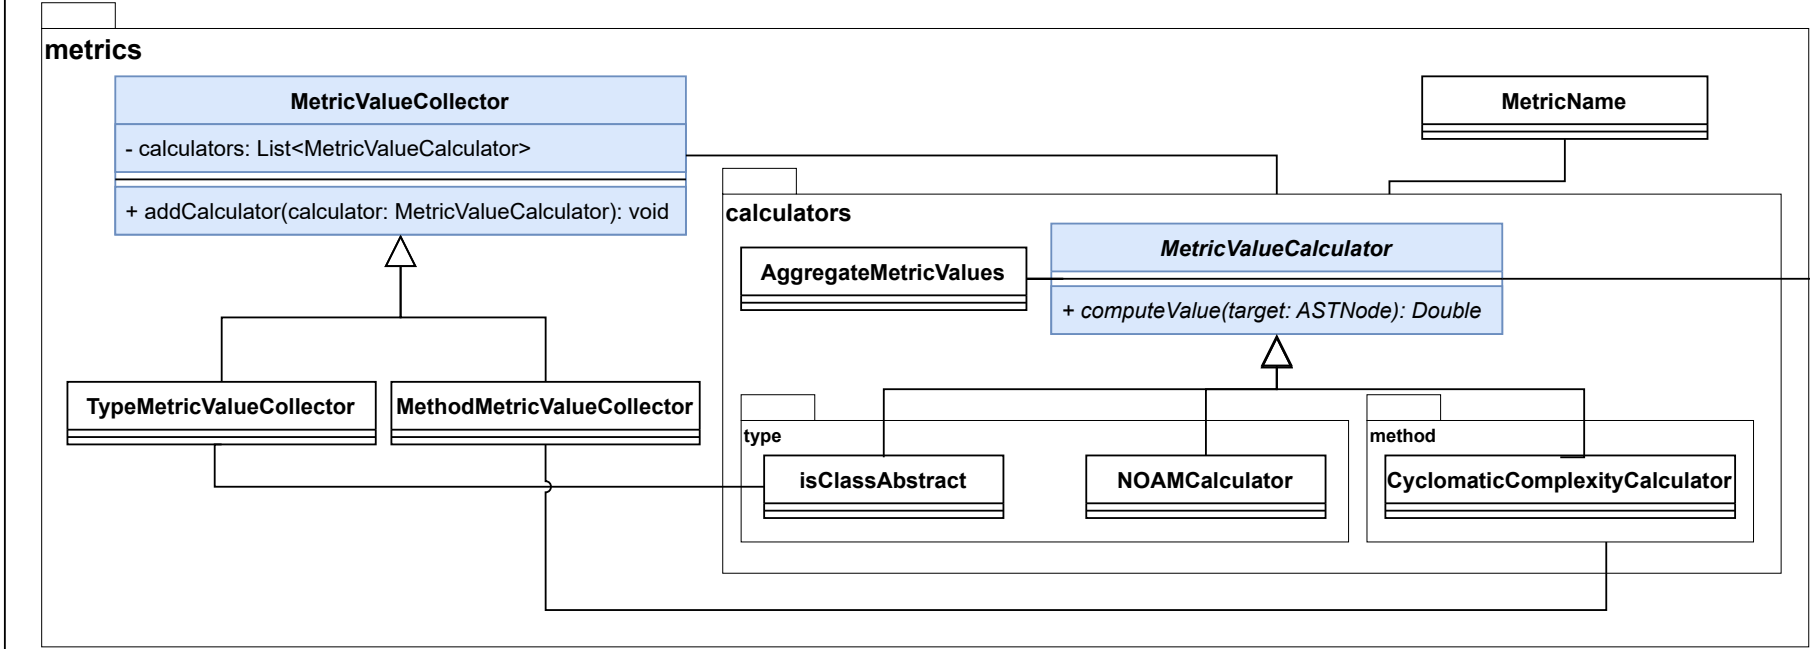 metrics
MetricValueCollector
- calculators: List<MetricValueCalculator>
+ addCalculator(calculator: MetricValueCalculator): void
MetricName
calculators
AggregateMetricValues
MetricValueCalculator
+ computeValue(target: ASTNode): Double
TypeMetricValueCollector
MethodMetricValueCollector
type
isClassAbstract
NOAMCalculator
method
CyclomaticComplexityCalculator